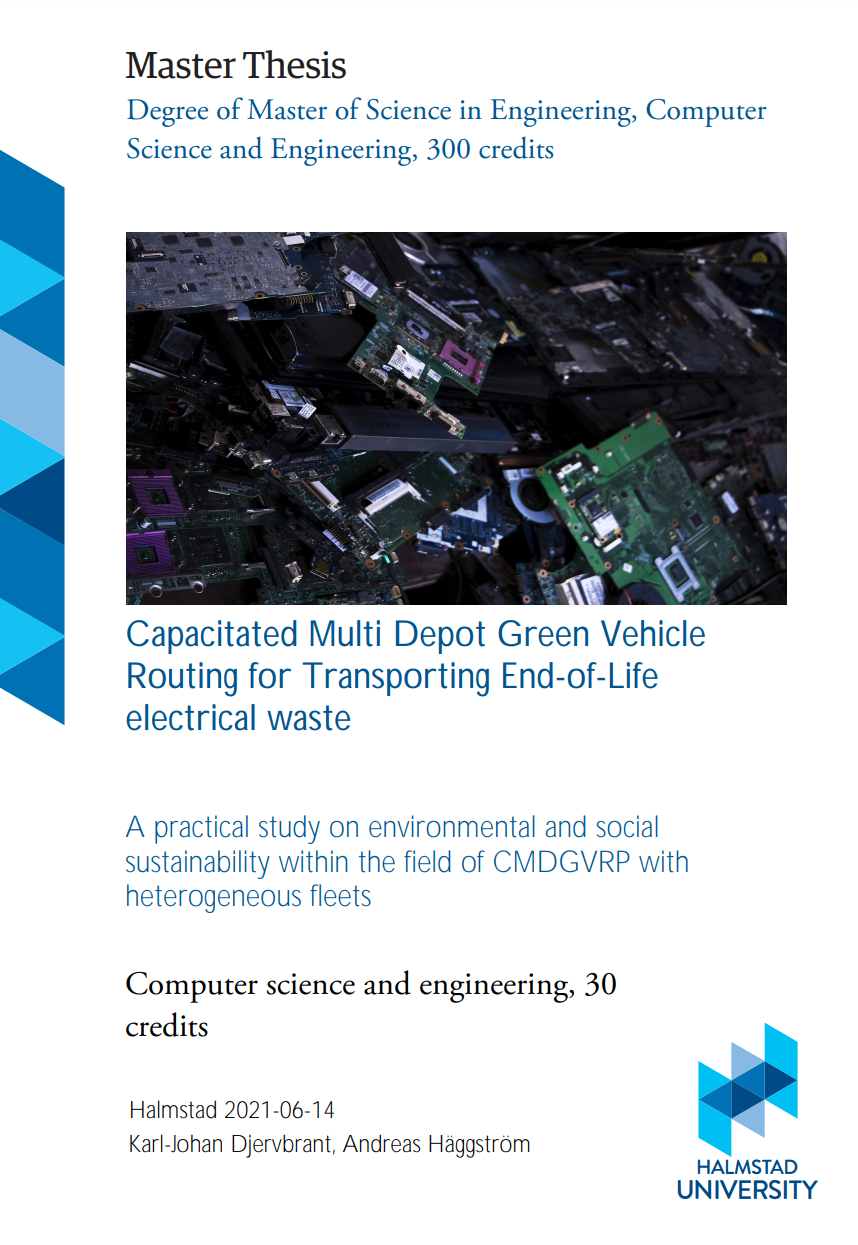 Master Thesis
Degree of Master of Science in Engineering, Computer
Science and Engineering, 300 credits
Capacitated Multi Depot Green Vehicle
Routing for Transporting End-of-Life
electrical waste
A practical study on environmental and social
sustainability within the field of CMDGVRP with
heterogeneous fleets
Computer science and engineering, 30
credits
Halmstad 2021-06-14
Karl-Johan Djervbrant, Andreas Häggström
HALMSTAD
UNIVERSITY